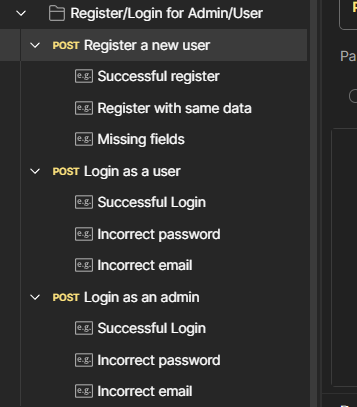 Register/Login for Admin/User
POST Register a new user
e.g. Successful register
e.g. Register with same data
e.g. Missing fields
POST Login as a user
e.g. Successful Login
e.g. Incorrect password
e.g. Incorrect email
POST Login as an admin
e.g. Successful Login
e.g. Incorrect password
e.g. Incorrect email
Pa